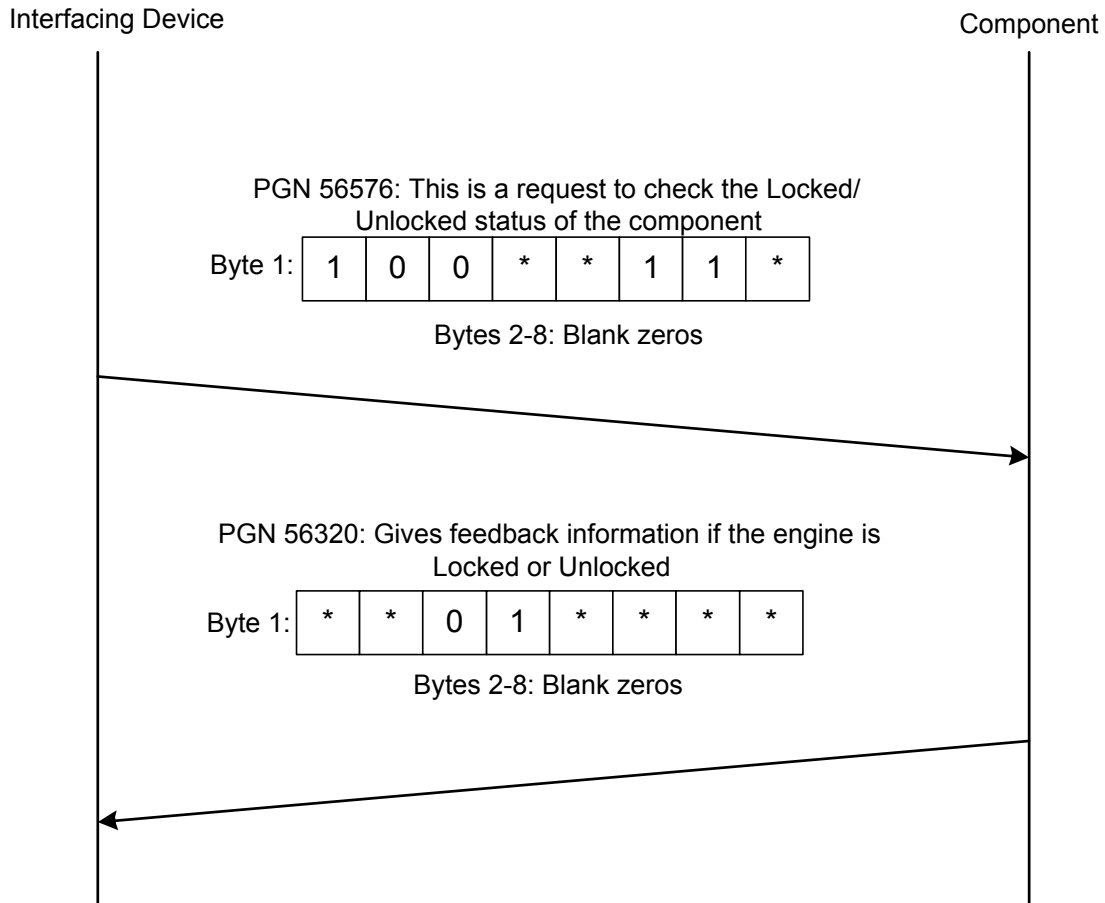 Interfacing Device
Component
PGN 56576: This is a request to check the Locked/
Unlocked status of the component
Byte 1: 1 0 0 * * 1 1 *
Bytes 2-8: Blank zeros
PGN 56320: Gives feedback information if the engine is
Locked or Unlocked
Byte 1: * * 0 1 * * * *
Bytes 2-8: Blank zeros